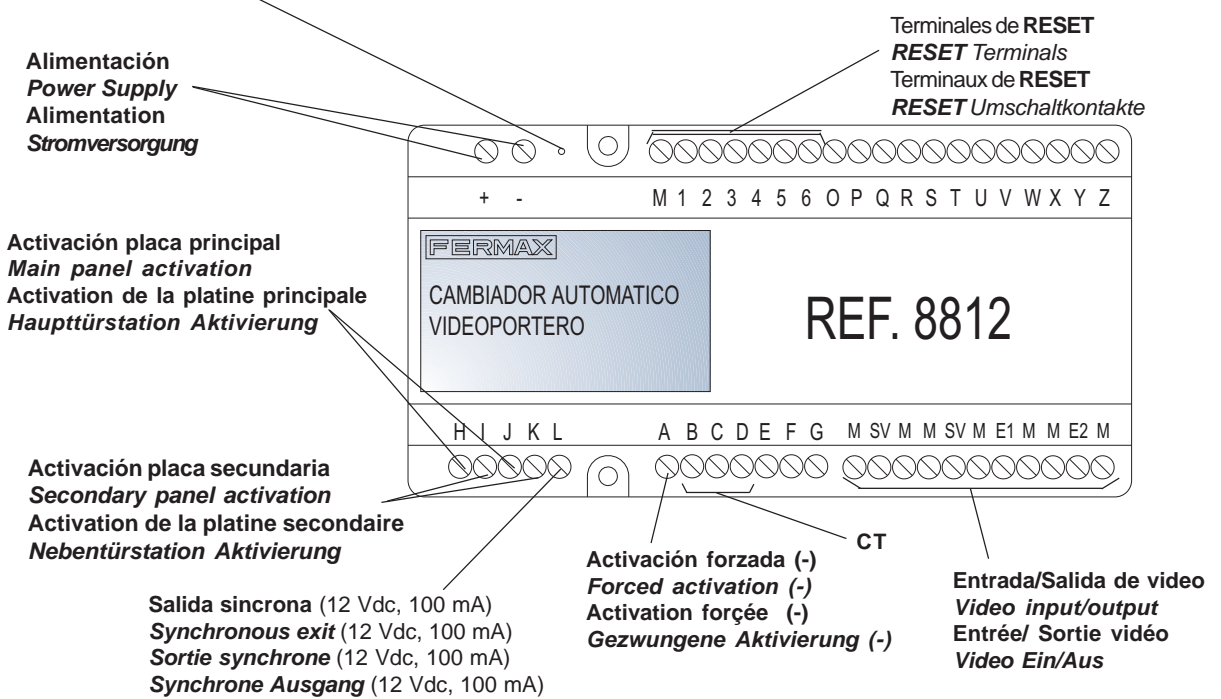 Terminales de RESET
RESET Terminals
Terminaux de RESET
RESET Umschaltkontakte
Alimentación
Power Supply
Alimentation
Stromversorgung
+ -
M 1 2 3 4 5 6 O P Q R S T U V W X Y Z
Activación placa principal
Main panel activation
Activation de la platine principale
Haupttürstation Aktivierung
FERMAX
CAMBIADOR AUTOMATICO
VIDEOPORTERO
REF. 8812
H I J K L
A B C D E F G
M SV M M SV M E1 M M E2 M
Activación placa secundaria
Secondary panel activation
Activation de la platine secondaire
Nebentürstation Aktivierung
CT
Activación forzada (-)
Forced activation (-)
Activation forçée (-)
Gezwungene Aktivierung (-)
Entrada/Salida de video
Video input/output
Entrée/ Sortie vidéo
Video Ein/Aus
Salida sincrona (12 Vdc, 100 mA)
Synchronous exit (12 Vdc, 100 mA)
Sortie synchrone (12 Vdc, 100 mA)
Synchrone Ausgang (12 Vdc, 100 mA)